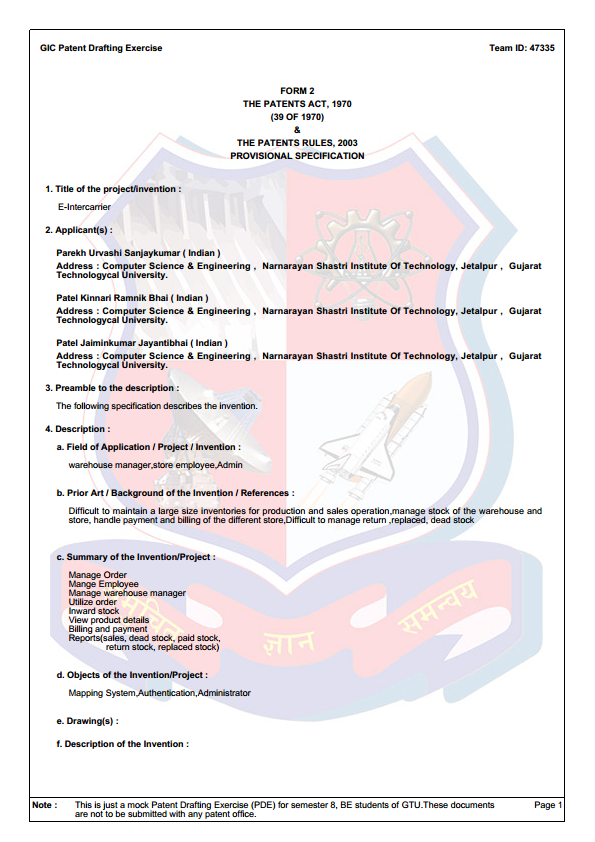 GIC Patent Drafting Exercise
Team ID: 47335
FORM 2
THE PATENTS ACT, 1970
(39 OF 1970)
&
THE PATENTS RULES, 2003
PROVISIONAL SPECIFICATION
1. Title of the project/invention :
E-Intercarrier
2. Applicant(s) :
Parekh Urvashi Sanjaykumar ( Indian )
Address : Computer Science & Engineering , Narnarayan Shastri Institute Of Technology, Jetalpur , Gujarat
Technologycal University.
Patel Kinnari Ramnik Bhai ( Indian )
Address : Computer Science & Engineering , Narnarayan Shastri Institute Of Technology, Jetalpur , Gujarat
Technologycal University.
Patel Jaiminkumar Jayantibhai ( Indian )
Address : Computer Science & Engineering , Narnarayan Shastri Institute Of Technology, Jetalpur , Gujarat
Technologycal University.
3. Preamble to the description :
The following specification describes the invention.
4. Description :
a. Field of Application / Project / Invention :
warehouse manager,store employee,Admin
b. Prior Art / Background of the Invention / References :
Difficult to maintain a large size inventories for production and sales operation,manage stock of the warehouse and
store, handle payment and billing of the different store,Difficult to manage return ,replaced, dead stock
c. Summary of the Invention/Project :
Manage Order
Mange Employee
Manage warehouse manager
Utilize order
Inward stock
View product details
Billing and payment
Reports(sales, dead stock, paid stock,
return stock, replaced stock)
सञ्चित ज्ञान समन्वय
d. Objects of the Invention/Project :
Mapping System,Authentication,Administrator
e. Drawing(s) :
f. Description of the Invention :
Note : This is just a mock Patent Drafting Exercise (PDE) for semester 8, BE students of GTU.These documents
are not to be submitted with any patent office.
Page 1